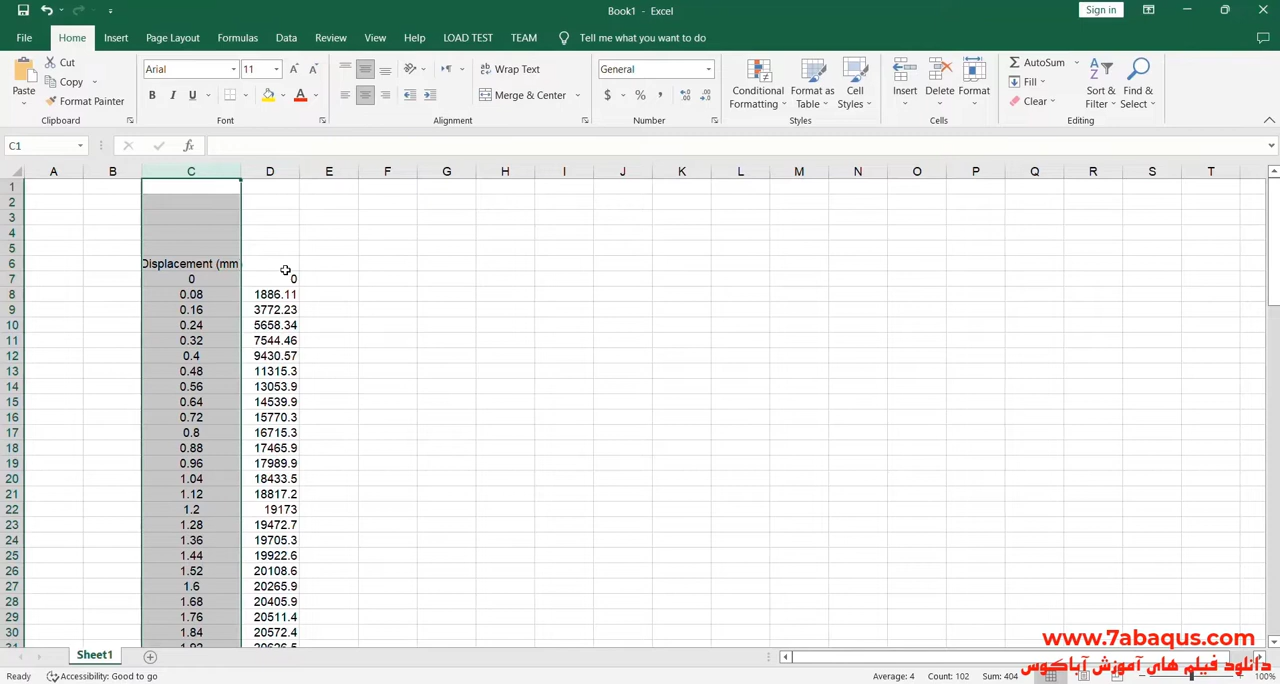 Book1 - Excel
Sign in
File Home Insert Page Layout Formulas Data Review View Help LOAD TEST TEAM Tell me what you want to do
Paste
Cut
Copy
Format Painter
Clipboard
Arial 11
B I U
Font
Wrap Text
Merge & Center
Alignment
General
$ % ,
Number
Conditional Formatting
Format as Table
Cell Styles
Styles
Insert
Delete
Format
Cells
AutoSum
Fill
Clear
Sort & Filter
Find & Select
Editing
C1
fx
A B C D E F G H I J K L M N O P Q R S T
1
2
3
4
5
6 Displacement (mm
7 0 0
8 0.08 1886.11
9 0.16 3772.23
10 0.24 5658.34
11 0.32 7544.46
12 0.4 9430.57
13 0.48 11315.3
14 0.56 13053.9
15 0.64 14539.9
16 0.72 15770.3
17 0.8 16715.3
18 0.88 17465.9
19 0.96 17989.9
20 1.04 18433.5
21 1.12 18817.2
22 1.2 19173
23 1.28 19472.7
24 1.36 19705.3
25 1.44 19922.6
26 1.52 20108.6
27 1.6 20265.9
28 1.68 20405.9
29 1.76 20511.4
30 1.84 20572.4
31 1.92 20626.5
Sheet1
www.7abaqus.com
دانلود فیلم های آموزش آباکوس
Ready Accessibility: Good to go Average: 4 Count: 102 Sum: 404 100%